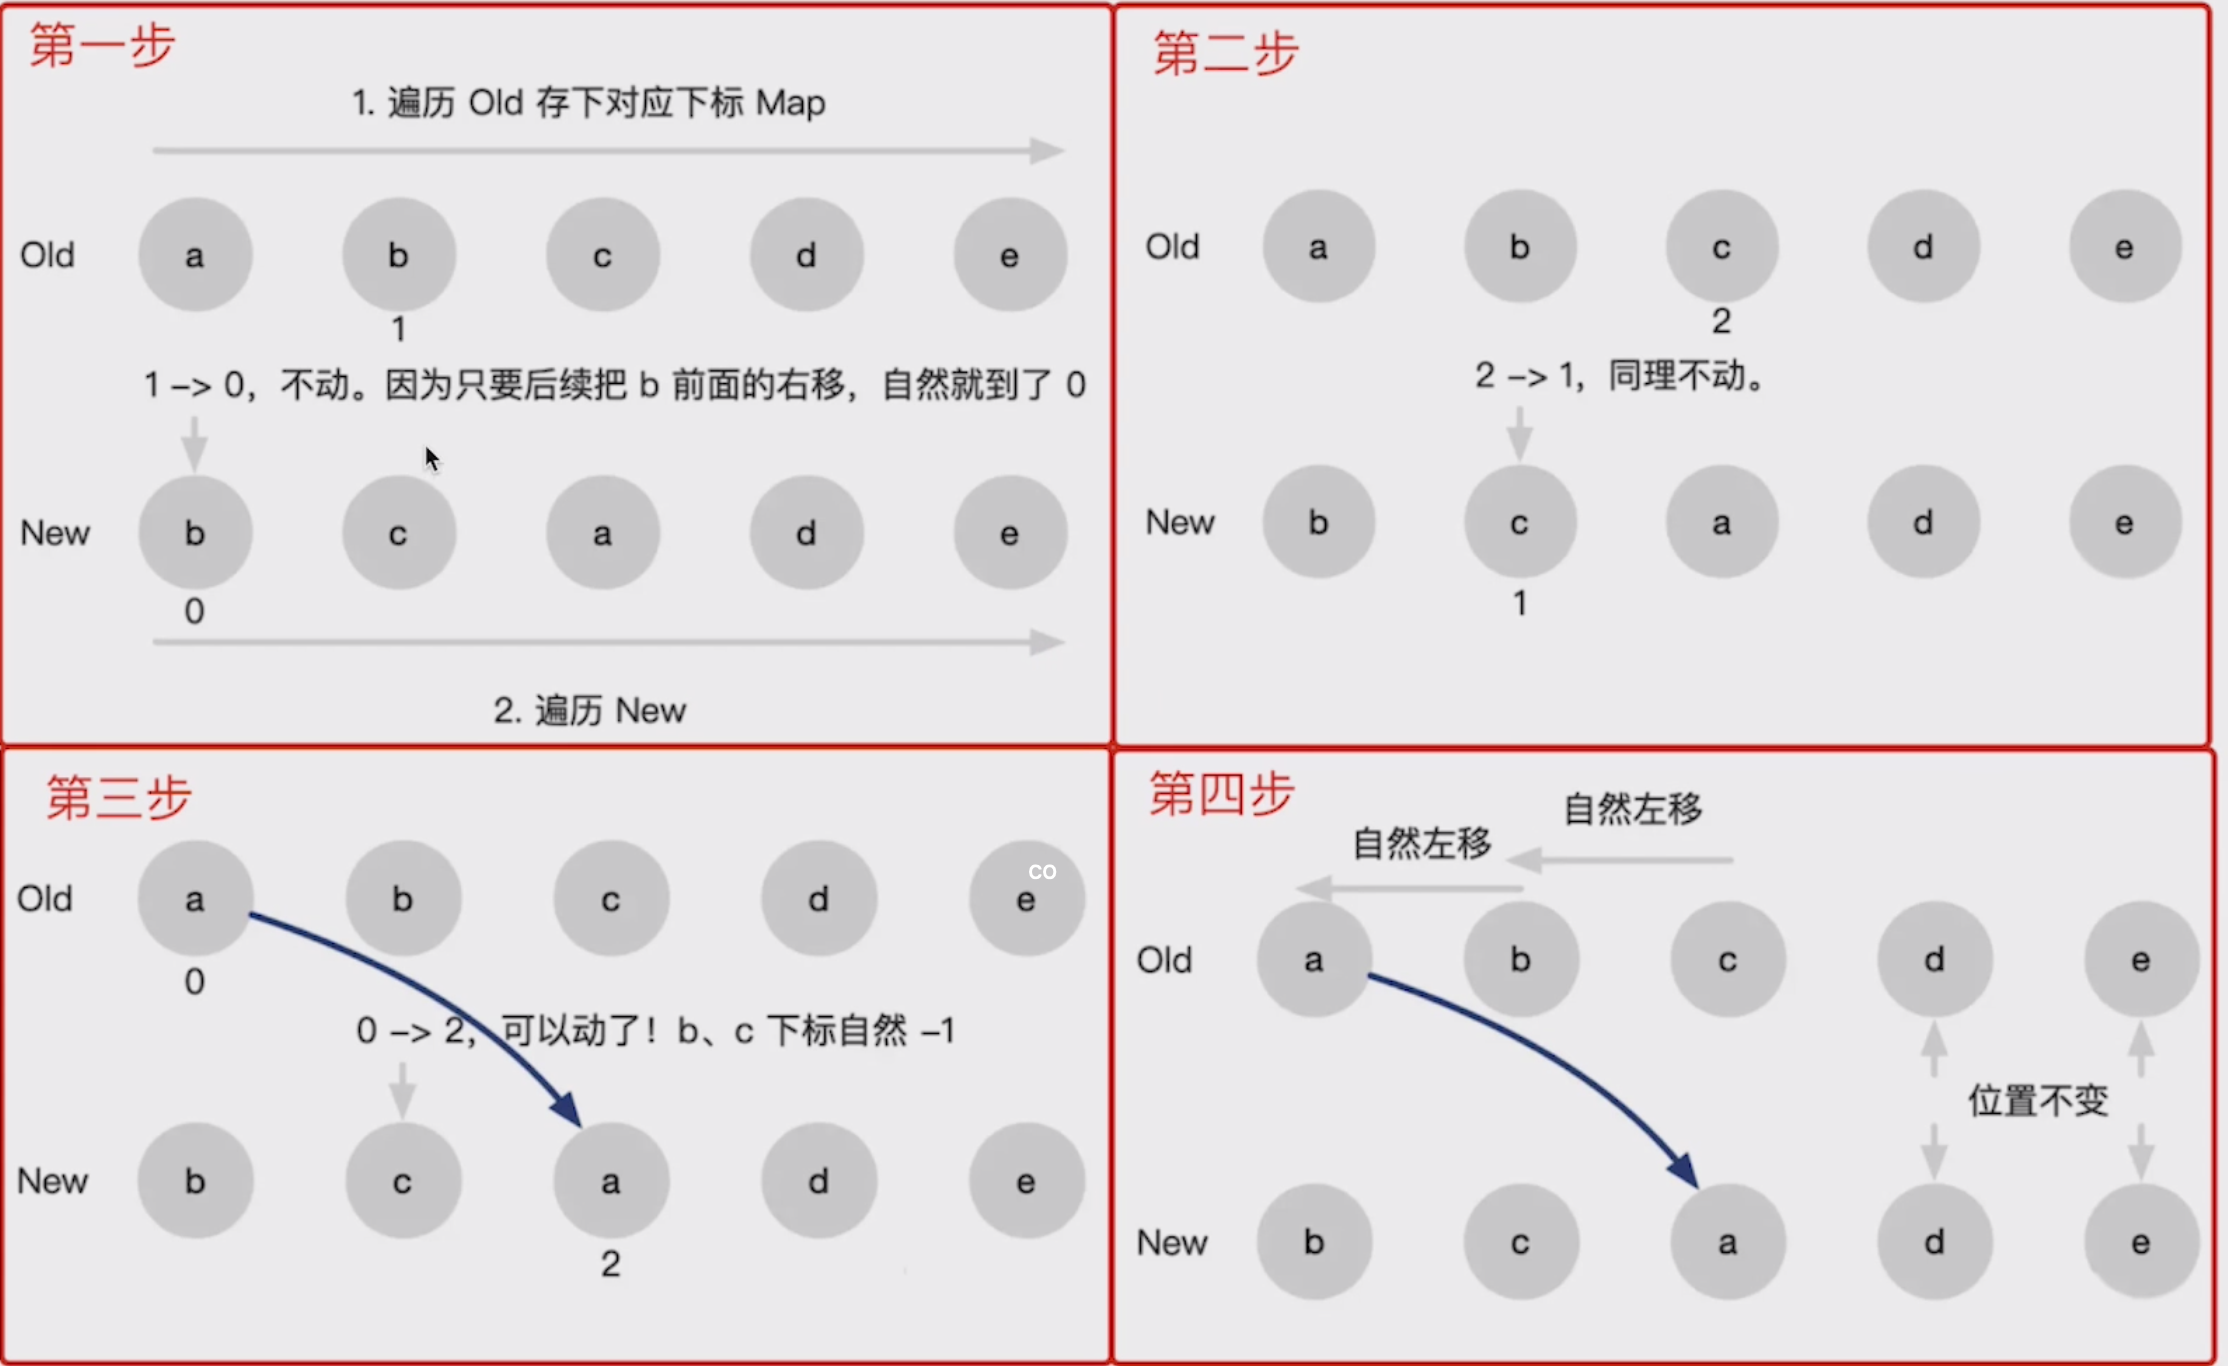 第一步
1. 遍历 Old 存下对应下标 Map
Old a b c d e
1
1 –> 0，不动。因为只要后续把 b 前面的右移，自然就到了 0
New b c a d e
0
2. 遍历 New
第二步
Old a b c d e
2
2 –> 1，同理不动。
New b c a d e
1
第三步
co
Old a b c d e
0
0 –> 2，可以动了！b、c 下标自然 –1
New b c a d e
2
第四步
自然左移
自然左移
Old a b c d e
位置不变
New b c a d e